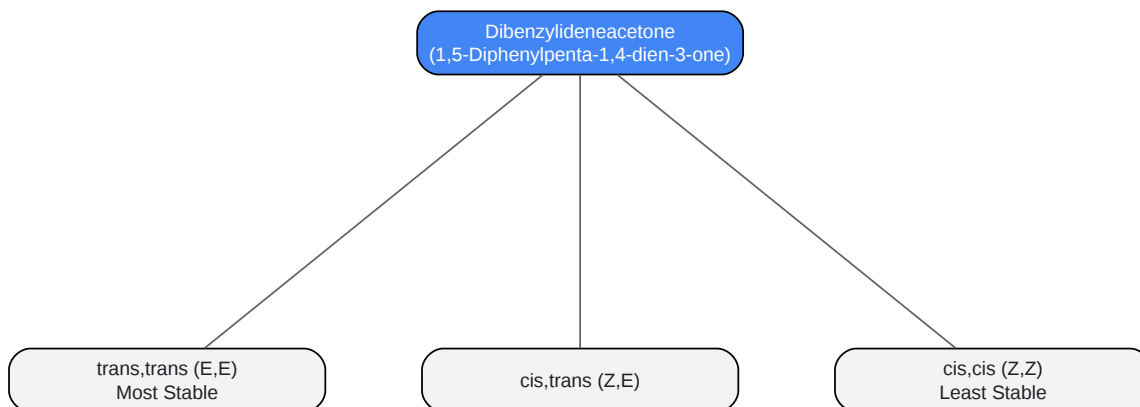 Dibenzylideneacetone
(1,5-Diphenylpenta-1,4-dien-3-one)
trans,trans (E,E)
Most Stable
cis,trans (Z,E)
cis,cis (Z,Z)
Least Stable